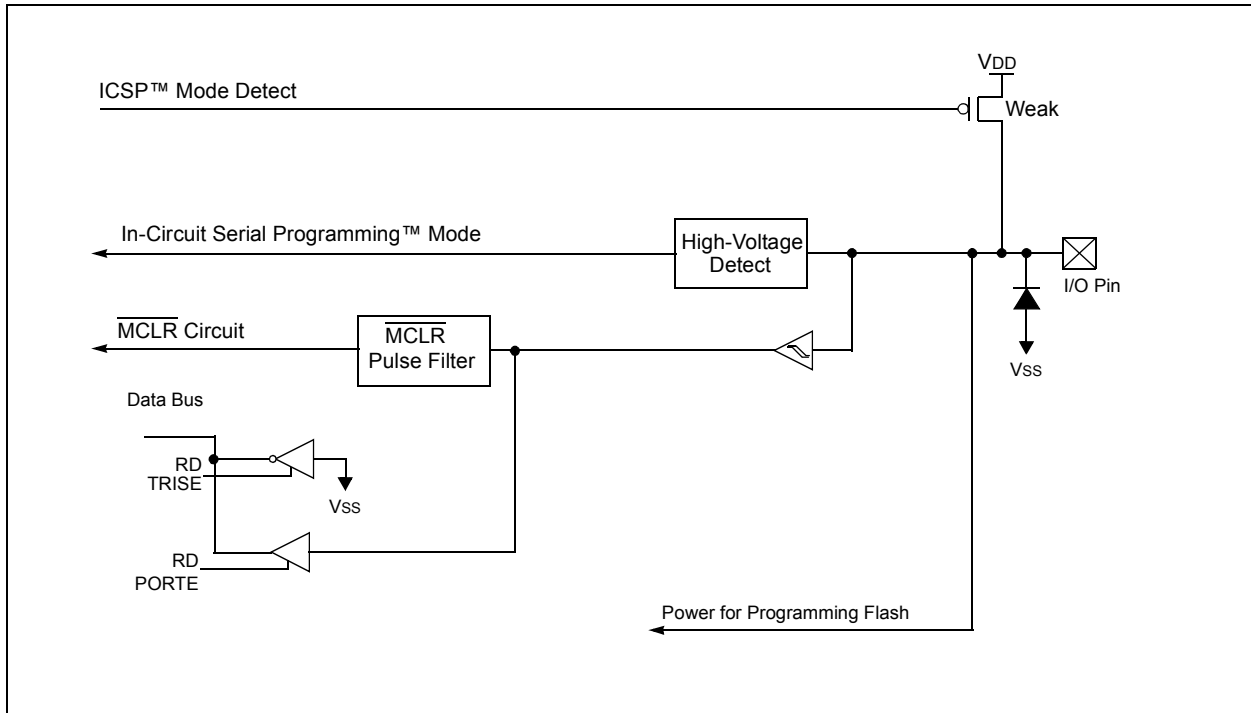 VDD
ICSP™ Mode Detect
Weak
In-Circuit Serial Programming™ Mode
High-Voltage
Detect
I/O Pin
MCLR Circuit
MCLR
Pulse Filter
VSS
Data Bus
RD
TRISE
VSS
RD
PORTE
Power for Programming Flash